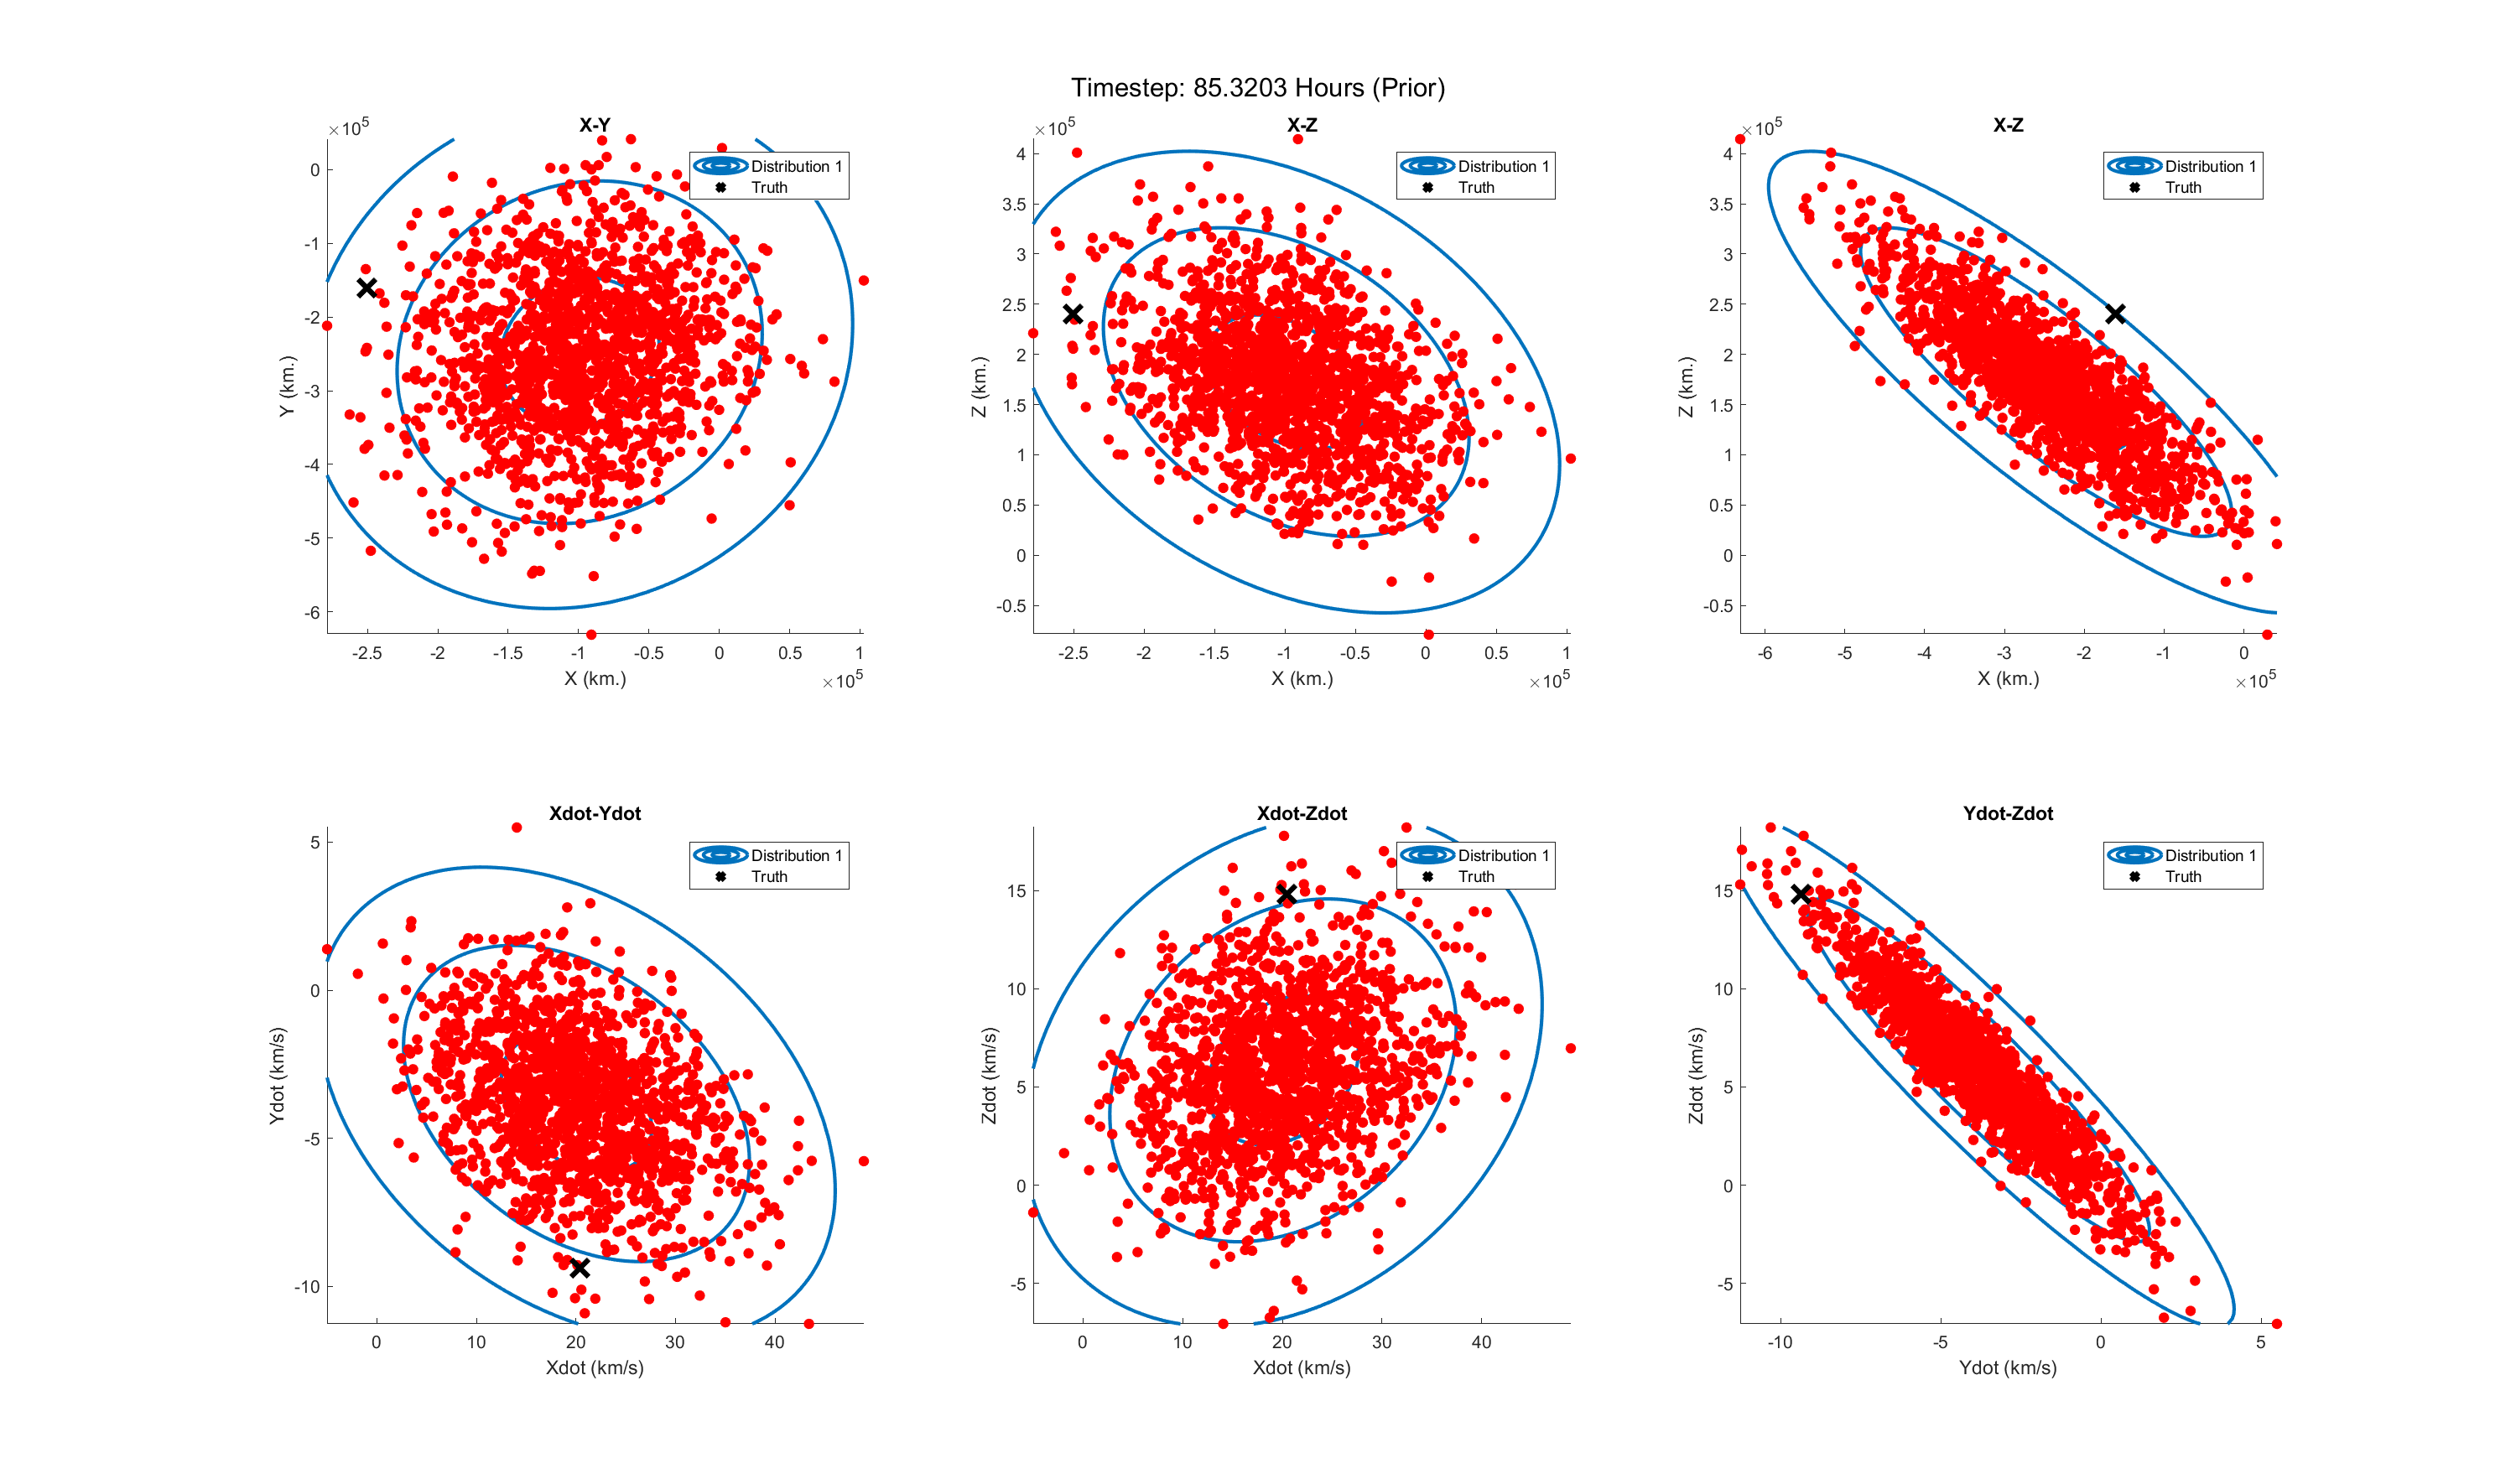 Timestep: 85.3203 Hours (Prior)
×10^5
X-Y
Distribution 1
Truth
0
-1
-2
-3
-4
-5
-6
Y (km.)
-2.5 -2 -1.5 -1 -0.5 0 0.5 1
X (km.)
×10^5
×10^5
X-Z
Distribution 1
Truth
4
3.5
3
2.5
2
1.5
1
0.5
0
-0.5
Z (km.)
-2.5 -2 -1.5 -1 -0.5 0 0.5 1
X (km.)
×10^5
×10^5
X-Z
Distribution 1
Truth
4
3.5
3
2.5
2
1.5
1
0.5
0
-0.5
Z (km.)
-6 -5 -4 -3 -2 -1 0
X (km.)
×10^5
Xdot-Ydot
Distribution 1
Truth
5
0
-5
-10
Ydot (km/s)
0 10 20 30 40
Xdot (km/s)
Xdot-Zdot
Distribution 1
Truth
15
10
5
0
-5
Zdot (km/s)
0 10 20 30 40
Xdot (km/s)
Ydot-Zdot
Distribution 1
Truth
15
10
5
0
-5
Zdot (km/s)
-10 -5 0 5
Ydot (km/s)